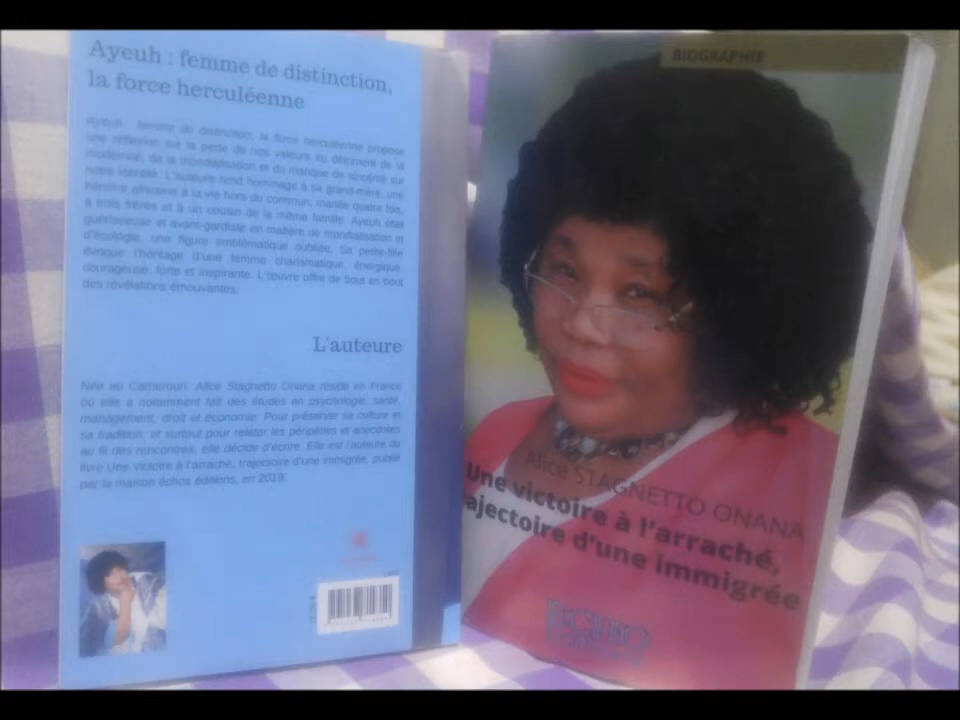 Ayeuh : femme de distinction,
la force herculéenne
Ayeuh : femme de distinction, la force herculéenne propose
une réflexion sur la perte de nos valeurs au détriment de la
modernité, de la mondialisation et du manque de sincérité sur
notre identité. L'auteure rend hommage à sa grand-mère, une
héroïne africaine à la vie hors du commun, mariée quatre fois,
à trois frères et à un cousin de la même famille. Ayeuh était
guérisseuse et avant-gardiste en matière de mondialisation et
d'écologie, une figure emblématique oubliée. Sa petite-fille
évoque l'héritage d'une femme charismatique, énergique,
courageuse, forte et inspirante. L'œuvre offre de bout en bout
des révélations émouvantes.
L'auteure
Née au Cameroun, Alice Stagnetto Onana réside en France
où elle a notamment fait des études en psychologie, santé,
management, droit et économie. Pour préserver sa culture et
sa tradition, et surtout pour relater les péripéties et anecdotes
au fil des rencontres, elle décide d'écrire. Elle est l'auteure du
livre Une victoire à l'arraché, trajectoire d'une immigrée, publié
par la maison échos éditions, en 2019.
BIOGRAPHIE
Alice STAGNETTO ONANA
Une victoire à l'arraché,
ajectoire d'une immigrée
ECHO